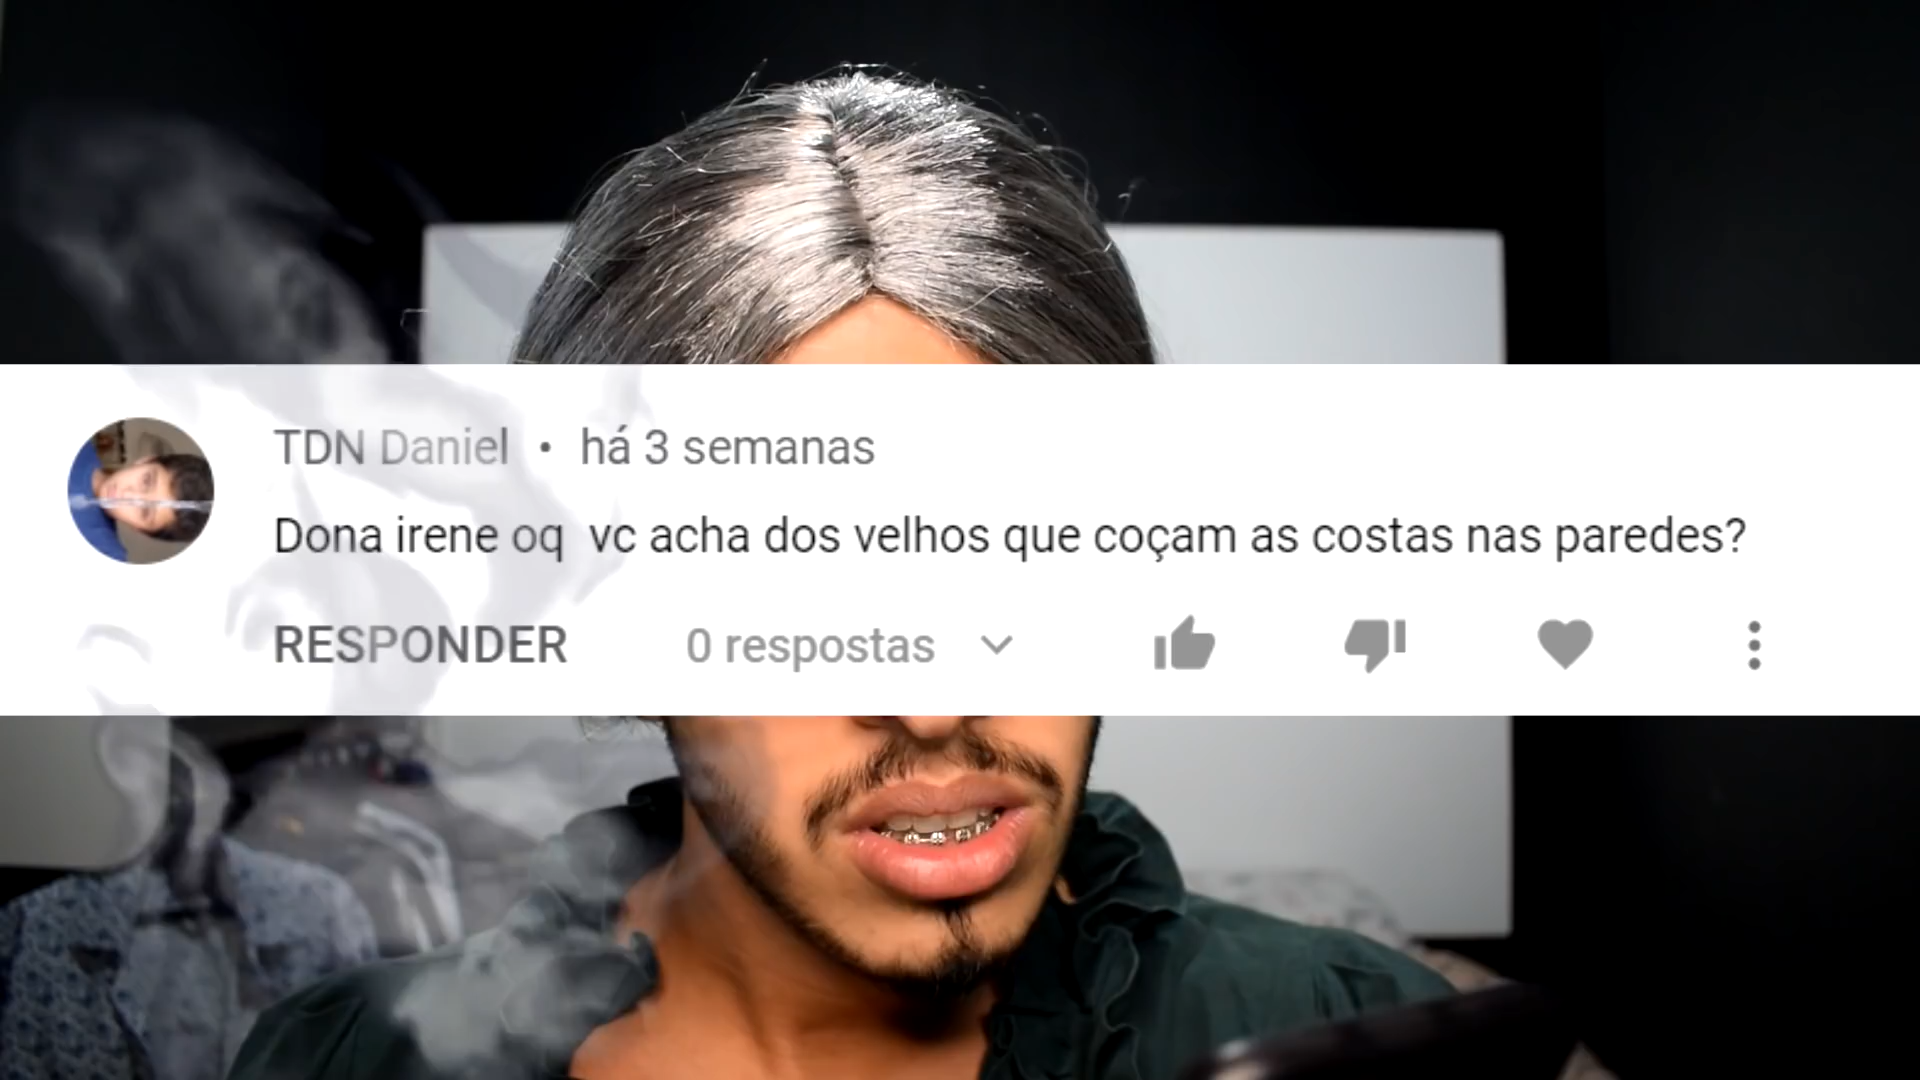 TDN Daniel • há 3 semanas
Dona irene oq vc acha dos velhos que coçam as costas nas paredes?
RESPONDER 0 respostas